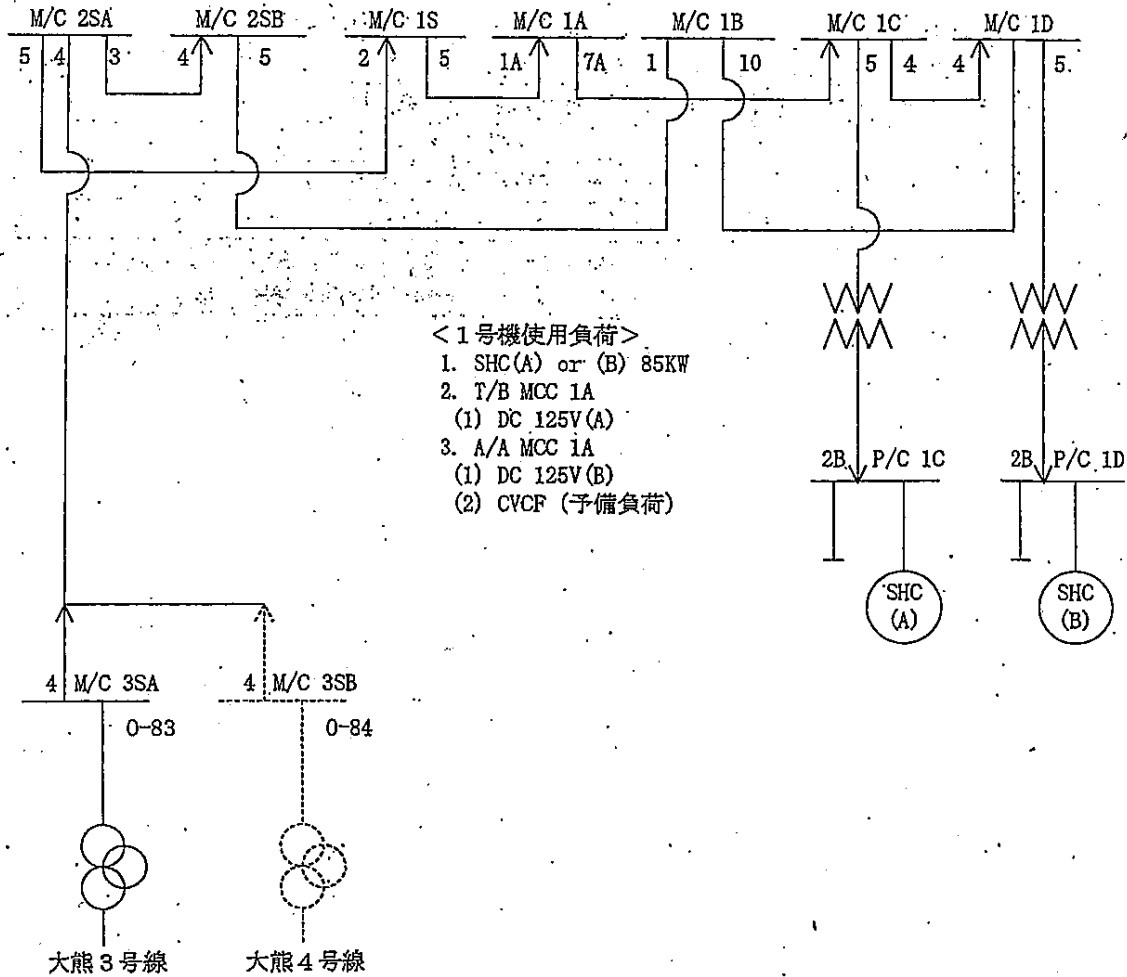 M/C 2SA M/C 2SB M/C 1S M/C 1A M/C 1B M/C 1C M/C 1D
5 4 3 4 5 2 5 1A 7A 1 10 5 4 4 5
<1号機使用負荷>
1. SHC(A) or (B) 85KW
2. T/B MCC 1A
(1) DC 125V(A)
3. A/A MCC 1A
(1) DC 125V(B)
(2) CVCF (予備負荷)
2B P/C 1C 2B P/C 1D
SHC (A)
SHC (B)
4 M/C 3SA 4 M/C 3SB
O-83 O-84
大熊3号線 大熊4号線